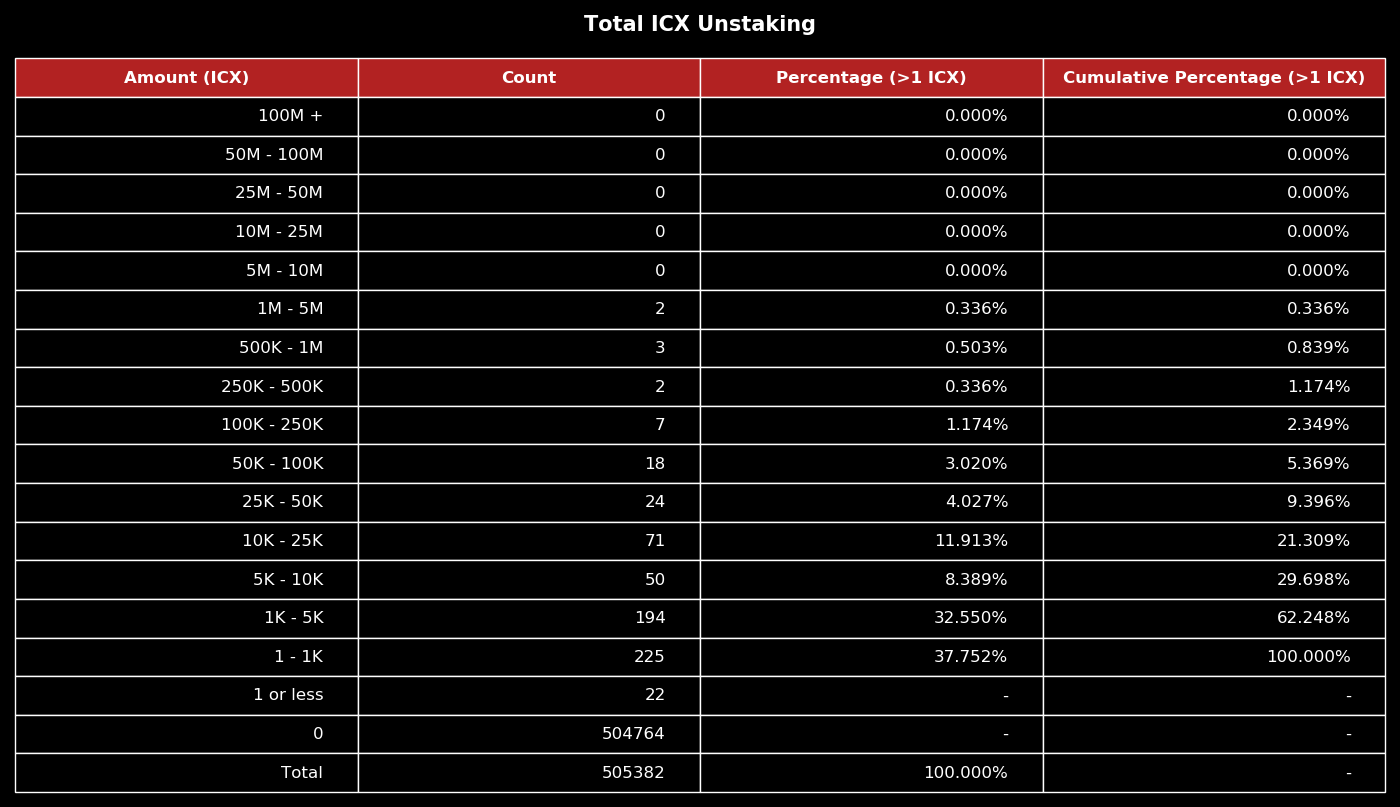 Total ICX Unstaking
Amount (ICX) Count Percentage (>1 ICX) Cumulative Percentage (>1 ICX)
100M + 0 0.000% 0.000%
50M - 100M 0 0.000% 0.000%
25M - 50M 0 0.000% 0.000%
10M - 25M 0 0.000% 0.000%
5M - 10M 0 0.000% 0.000%
1M - 5M 2 0.336% 0.336%
500K - 1M 3 0.503% 0.839%
250K - 500K 2 0.336% 1.174%
100K - 250K 7 1.174% 2.349%
50K - 100K 18 3.020% 5.369%
25K - 50K 24 4.027% 9.396%
10K - 25K 71 11.913% 21.309%
5K - 10K 50 8.389% 29.698%
1K - 5K 194 32.550% 62.248%
1 - 1K 225 37.752% 100.000%
1 or less 22 - -
0 504764 - -
Total 505382 100.000% -